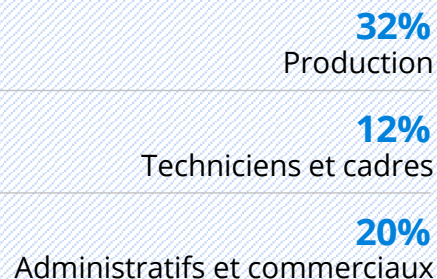 32%
Production
12%
Techniciens et cadres
20%
Administratifs et commerciaux